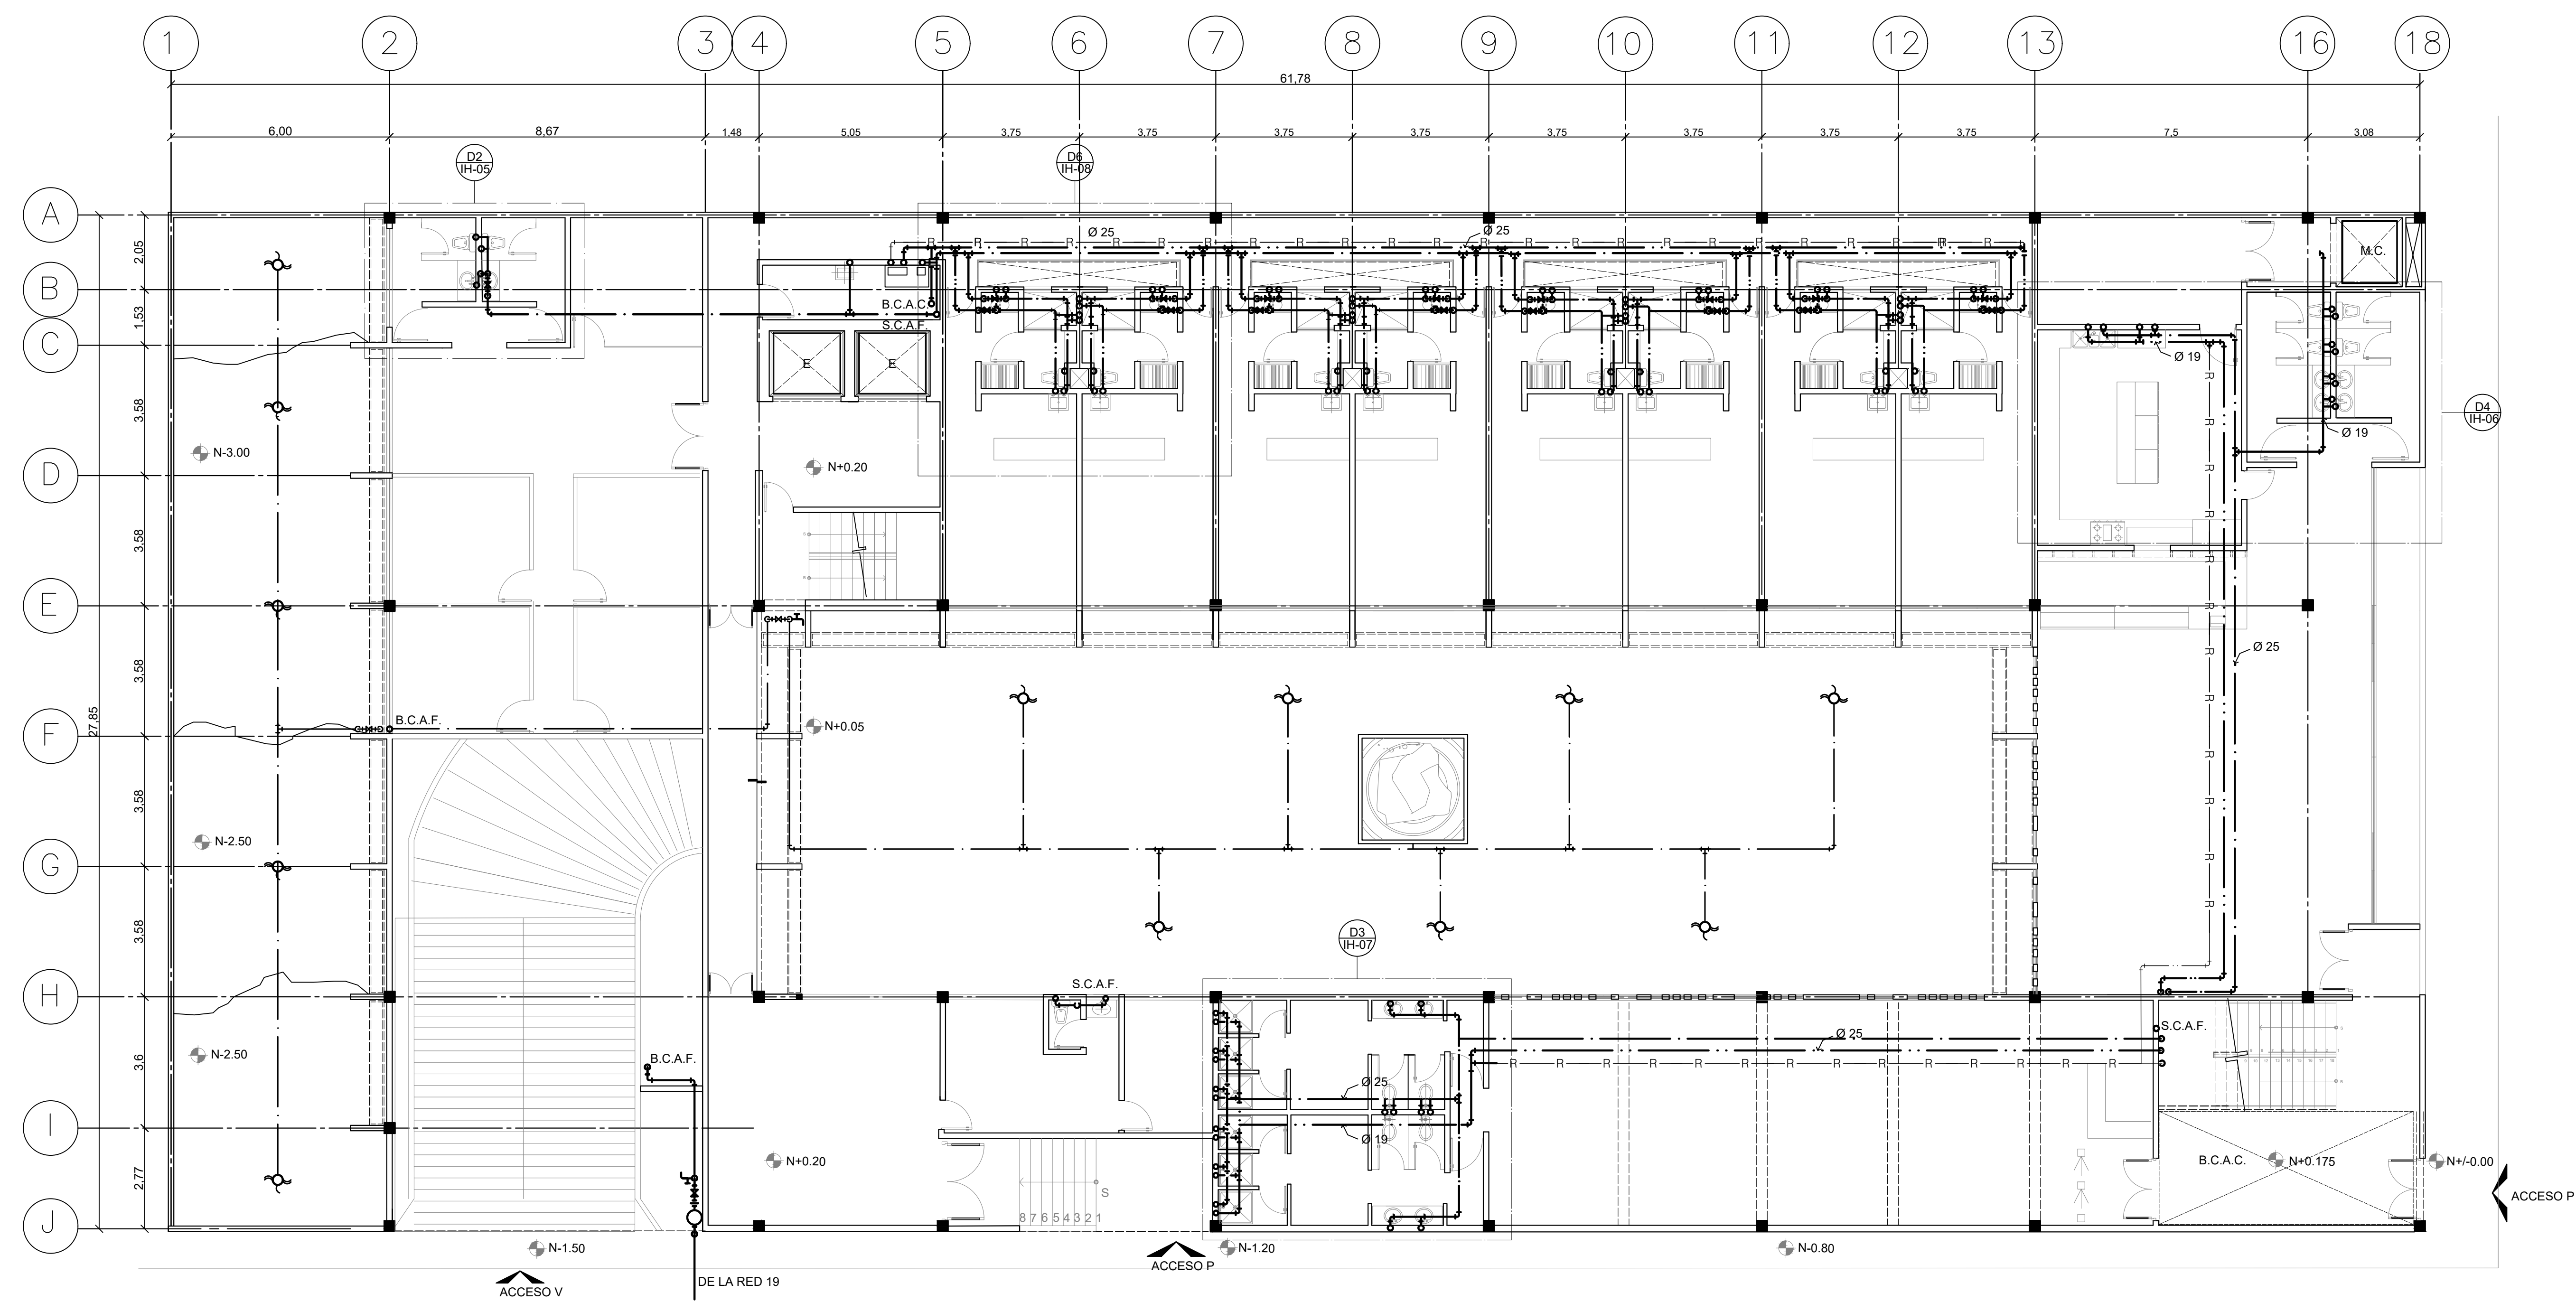 1 2 3 4 5 6 7 8 9 10 11 12 13 16 18
61,78
6,00 8,67 1,48 5,05 3,75 3,75 3,75 3,75 3,75 3,75 3,75 3,75 7,5 3,08
D2
IH-05
D6
IH-08
A
B
C
D
E
F
G
H
I
J
27,85
2,05
1,53
3,58
3,58
3,58
3,58
3,58
3,6
2,77
Ø 25
Ø 25
R R R R R R R R R R R R R R R R R R R R R R R R
M.C.
B.C.A.C.
S.C.A.F.
E E
Ø 19
Ø 19
D4
IH-06
N-3.00
N+0.20
R R R R R R R R R R R R
Ø 25
B.C.A.F.
N+0.05
N-2.50
D3
IH-07
S.C.A.F.
S.C.A.F.
Ø 25
R R R R R R R R R R R R R
N-2.50
B.C.A.F.
Ø 25
Ø 19
N+0.20
B.C.A.C.
N+0.175
N+/-0.00
S
8 7 6 5 4 3 2 1
ACCESO P
N-1.50
N-1.20
N-0.80
ACCESO P
DE LA RED 19
ACCESO V